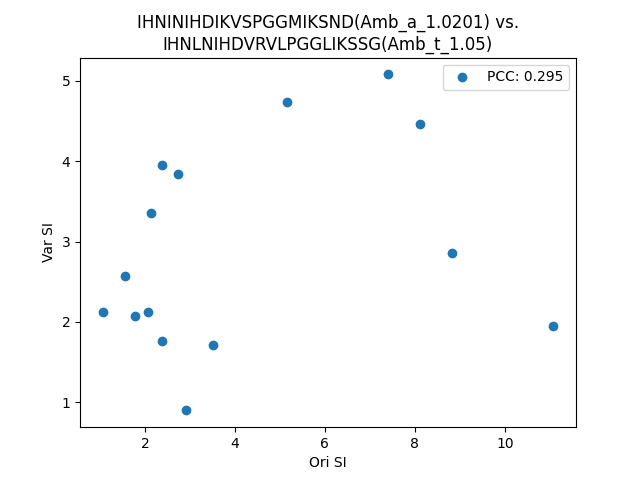 IHNINIHDIKVSPGGMIKSND(Amb_a_1.0201) vs.
IHNLNIHDVRVLPGGLIKSSG(Amb_t_1.05)
PCC: 0.295
5
4
3
2
1
Var SI
2
4
6
8
10
Ori SI